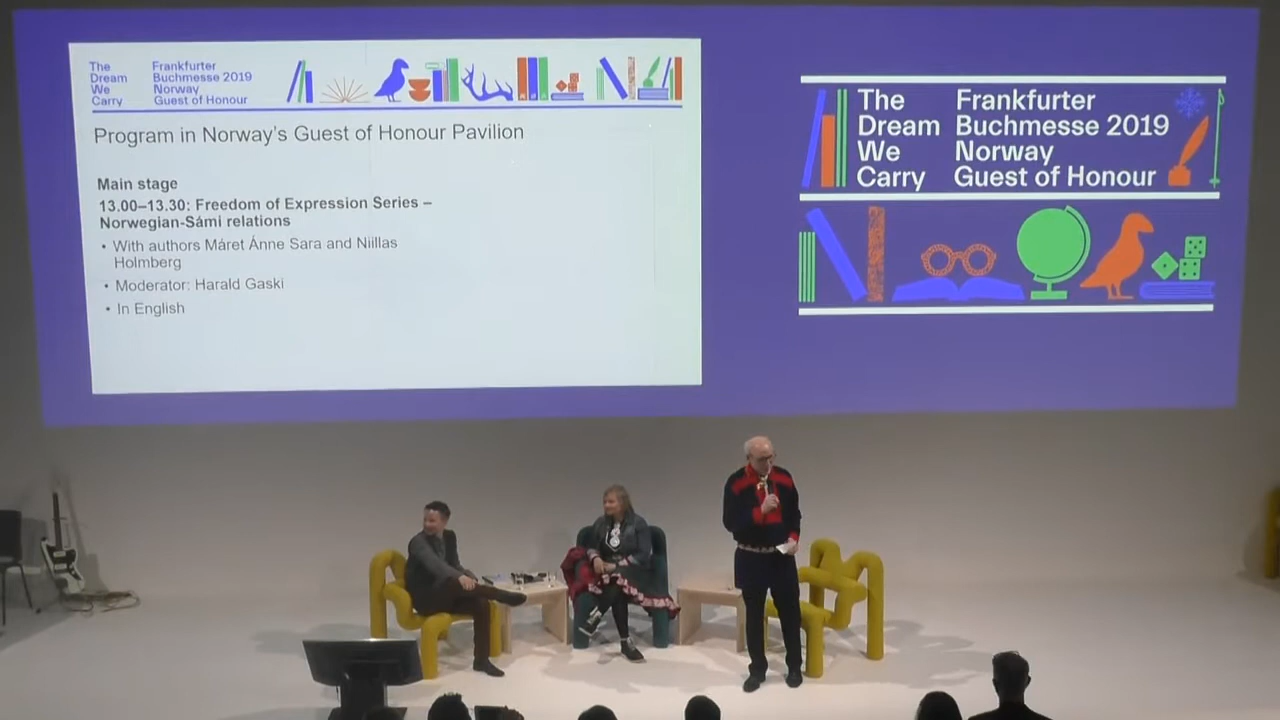 The
Dream
We
Carry
Frankfurter
Buchmesse 2019
Norway
Guest of Honour
Program in Norway's Guest of Honour Pavilion
Main stage
13.00–13.30: Freedom of Expression Series –
Norwegian-Sámi relations
• With authors Máret Ánne Sara and Niillas
Holmberg
• Moderator: Harald Gaski
• In English
The
Dream
We
Carry
Frankfurter
Buchmesse 2019
Norway
Guest of Honour